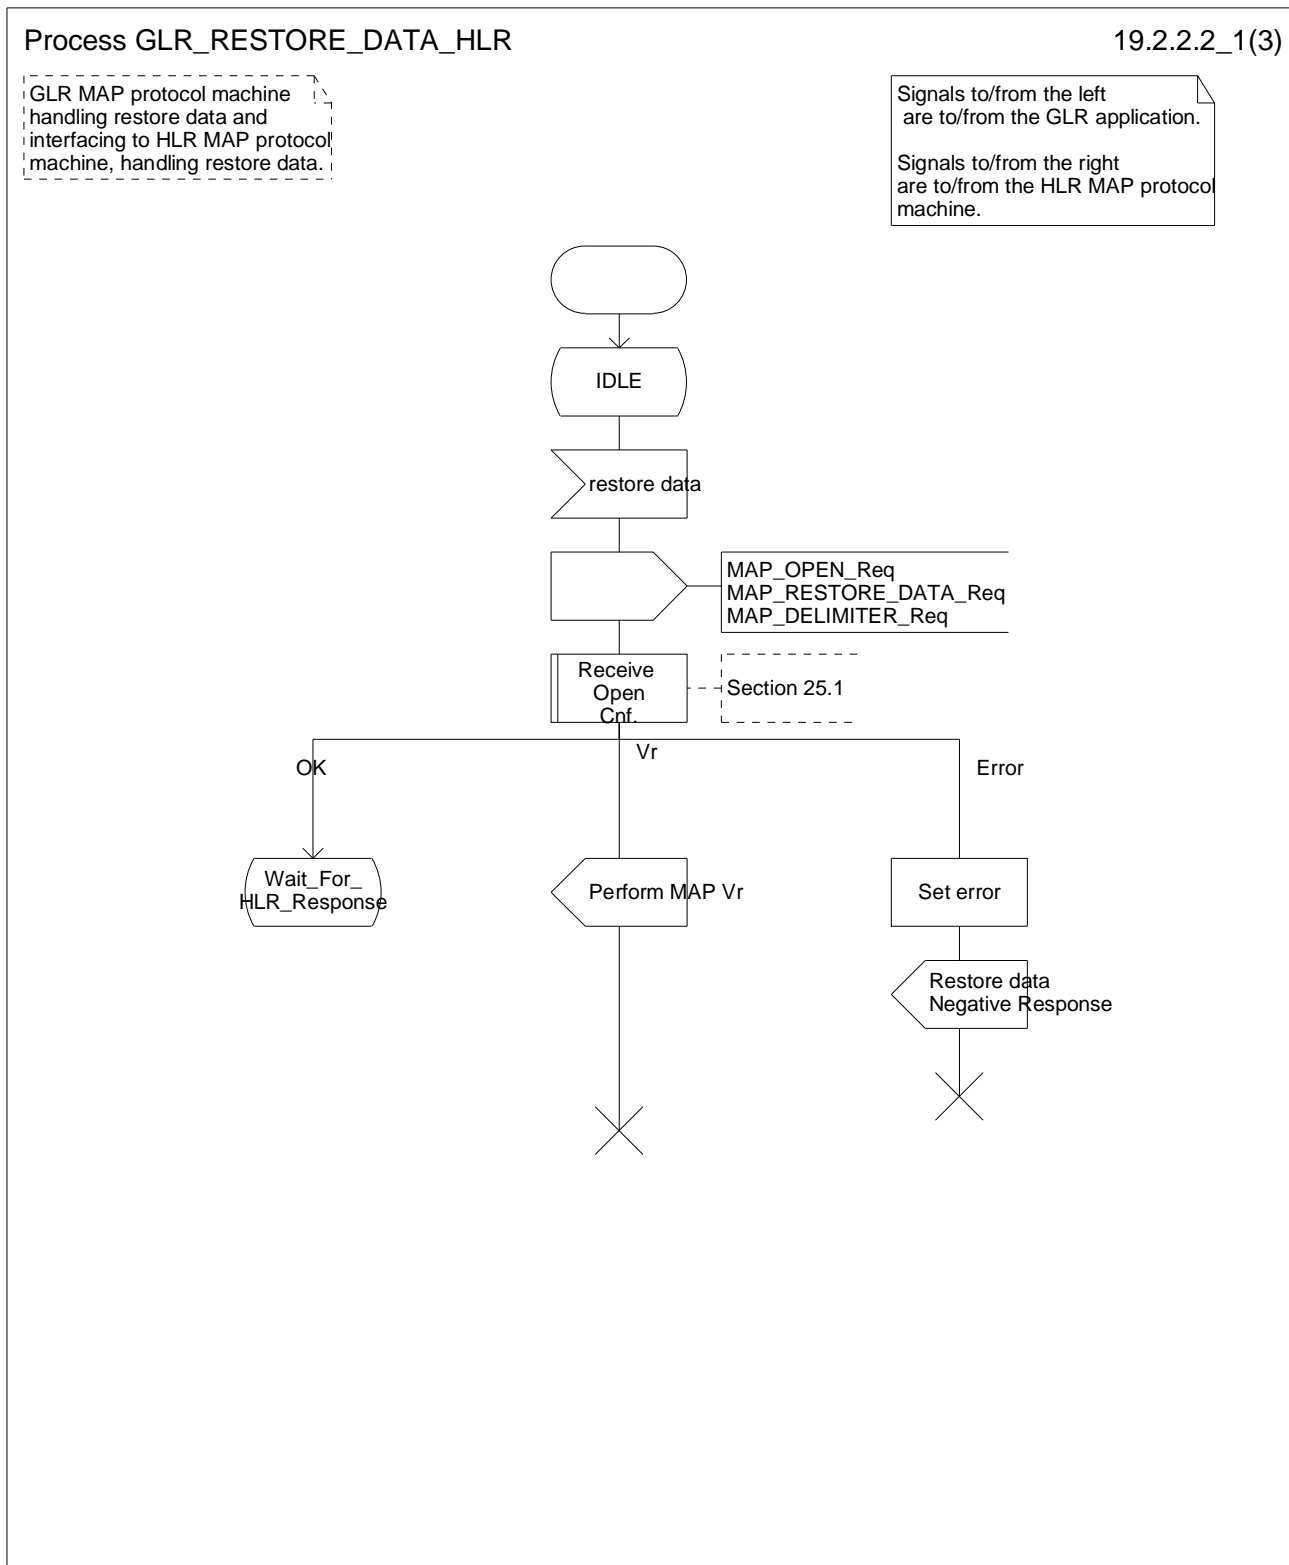 Process GLR_RESTORE_DATA_HLR
19.2.2.2_1(3)
GLR MAP protocol machine
handling restore data and
interfacing to HLR MAP protocol
machine, handling restore data.
Signals to/from the left
are to/from the GLR application.
Signals to/from the right
are to/from the HLR MAP protocol
machine.
IDLE
restore data
MAP_OPEN_Req
MAP_RESTORE_DATA_Req
MAP_DELIMITER_Req
Receive
Open
Cnf.
Section 25.1
OK
Vr
Error
Wait_For_
HLR_Response
Perform MAP Vr
Set error
Restore data
Negative Response